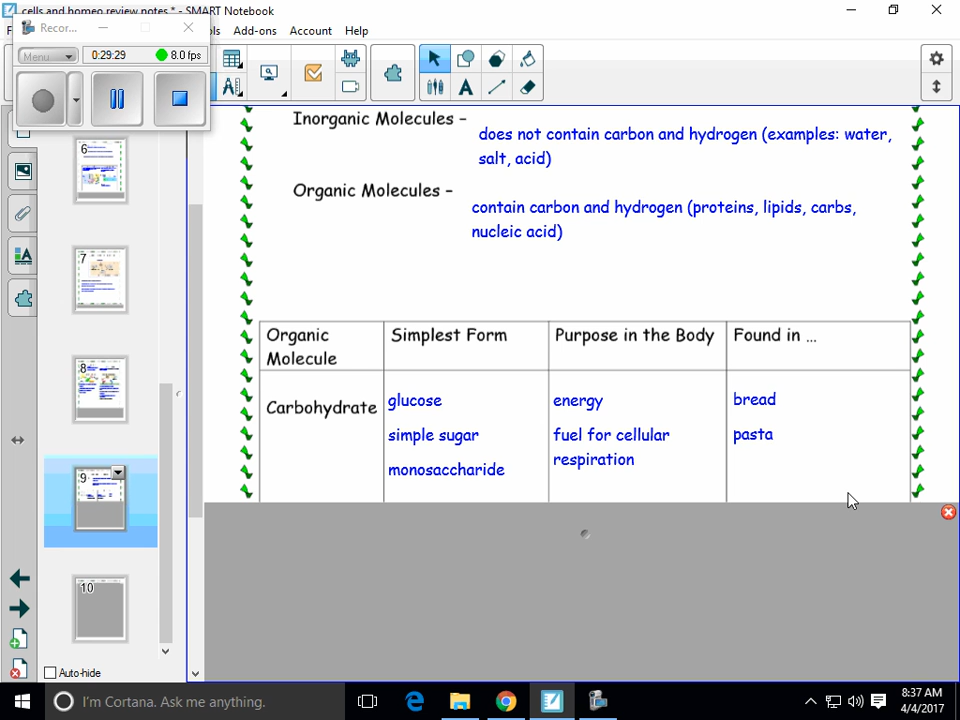 cells and homeo review notes * - SMART Notebook
Recor...
Add-ons Account Help
Menu
0:29:29
8.0 fps
6
7
8
9
10
Auto-hide
Inorganic Molecules –
does not contain carbon and hydrogen (examples: water,
salt, acid)
Organic Molecules –
contain carbon and hydrogen (proteins, lipids, carbs,
nucleic acid)
Organic
Molecule
Simplest Form
Purpose in the Body
Found in ...
Carbohydrate
glucose
simple sugar
monosaccharide
energy
fuel for cellular
respiration
bread
pasta
I'm Cortana. Ask me anything.
8:37 AM
4/4/2017